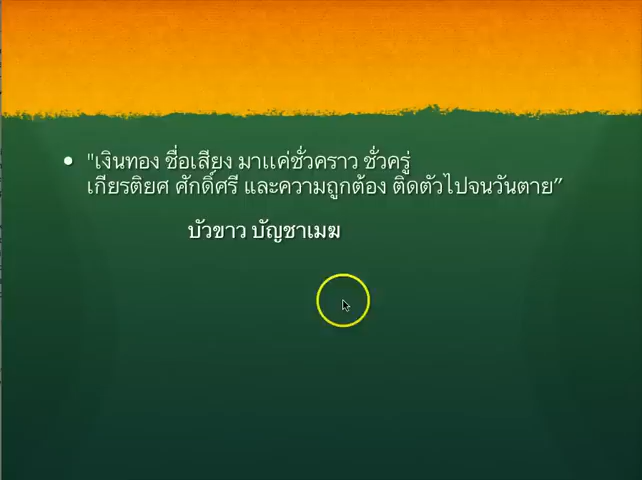 "เงินทอง ชื่อเสียง มาแค่ชั่วคราว ชั่วครู่
เกียรติยศ ศักดิ์ศรี และความถูกต้อง ติดตัวไปจนวันตาย”
บัวขาว บัญชาเมฆ